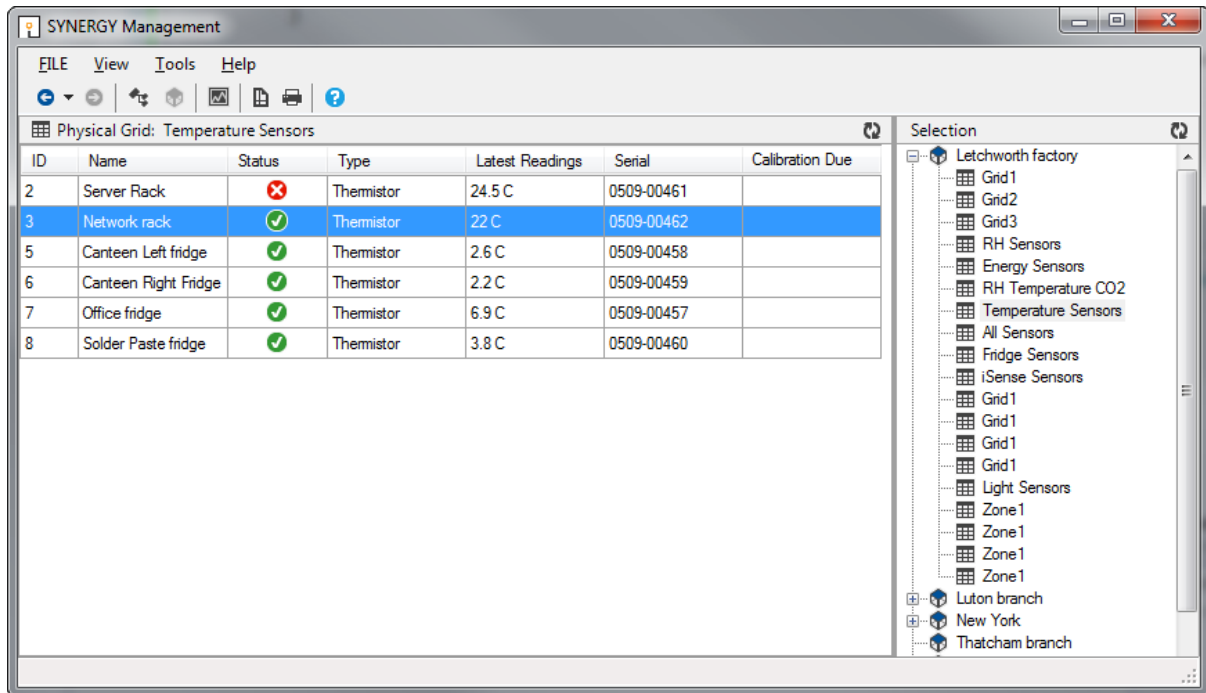 SYNERGY Management
FILE View Tools Help
Physical Grid: Temperature Sensors
ID Name Status Type Latest Readings Serial Calibration Due
2 Server Rack Thermistor 24.5 C 0509-00461
3 Network rack Thermistor 22 C 0509-00462
5 Canteen Left fridge Thermistor 2.6 C 0509-00458
6 Canteen Right Fridge Thermistor 2.2 C 0509-00459
7 Office fridge Thermistor 6.9 C 0509-00457
8 Solder Paste fridge Thermistor 3.8 C 0509-00460
Selection
Letchworth factory
Grid1
Grid2
Grid3
RH Sensors
Energy Sensors
RH Temperature CO2
Temperature Sensors
All Sensors
Fridge Sensors
iSense Sensors
Grid1
Grid1
Grid1
Grid1
Light Sensors
Zone1
Zone1
Zone1
Zone1
Luton branch
New York
Thatcham branch